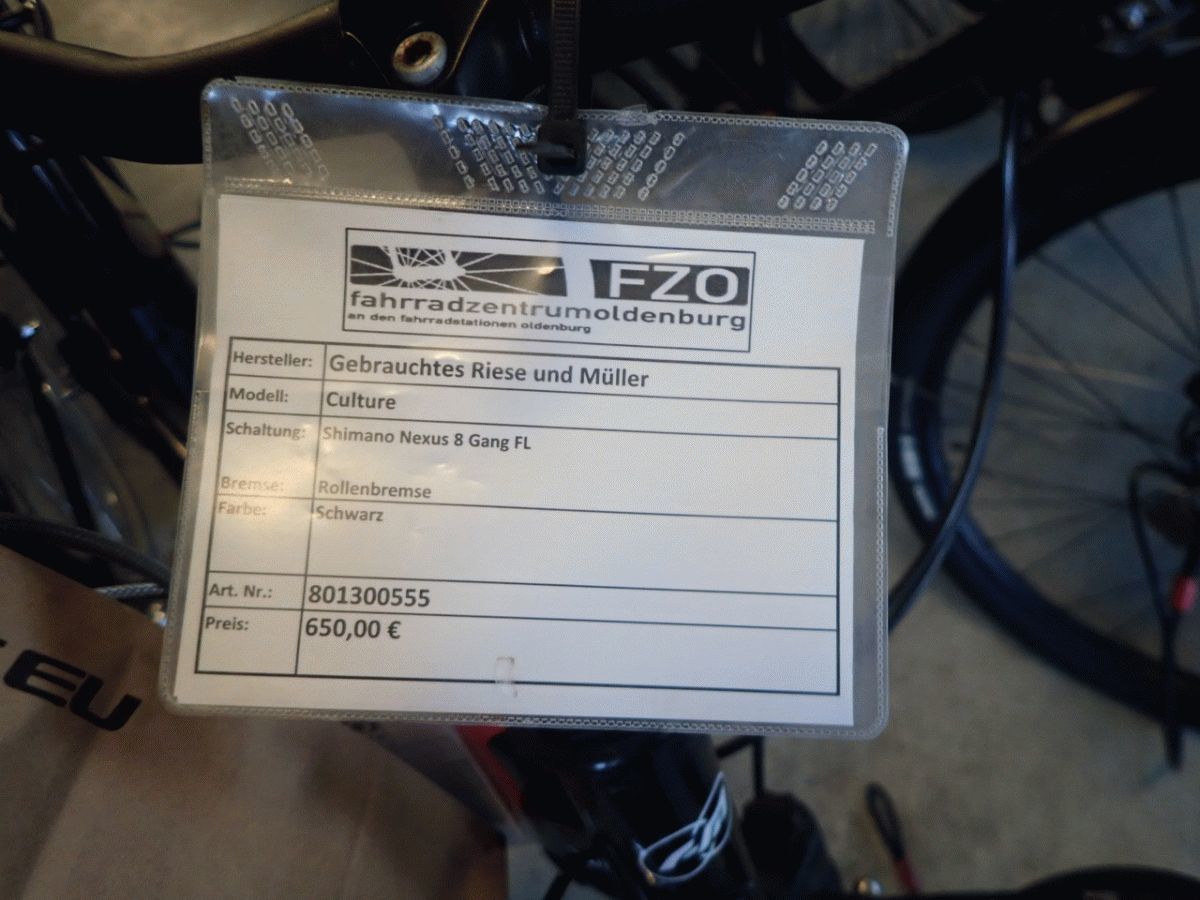 FZO
fahrradzentrumoldenburg
an den fahrradstationen oldenburg
Hersteller: Gebrauchtes Riese und Müller
Modell: Culture
Schaltung: Shimano Nexus 8 Gang FL
Bremse: Rollenbremse
Farbe: Schwarz
Art. Nr.: 801300555
Preis: 650,00 €
EU